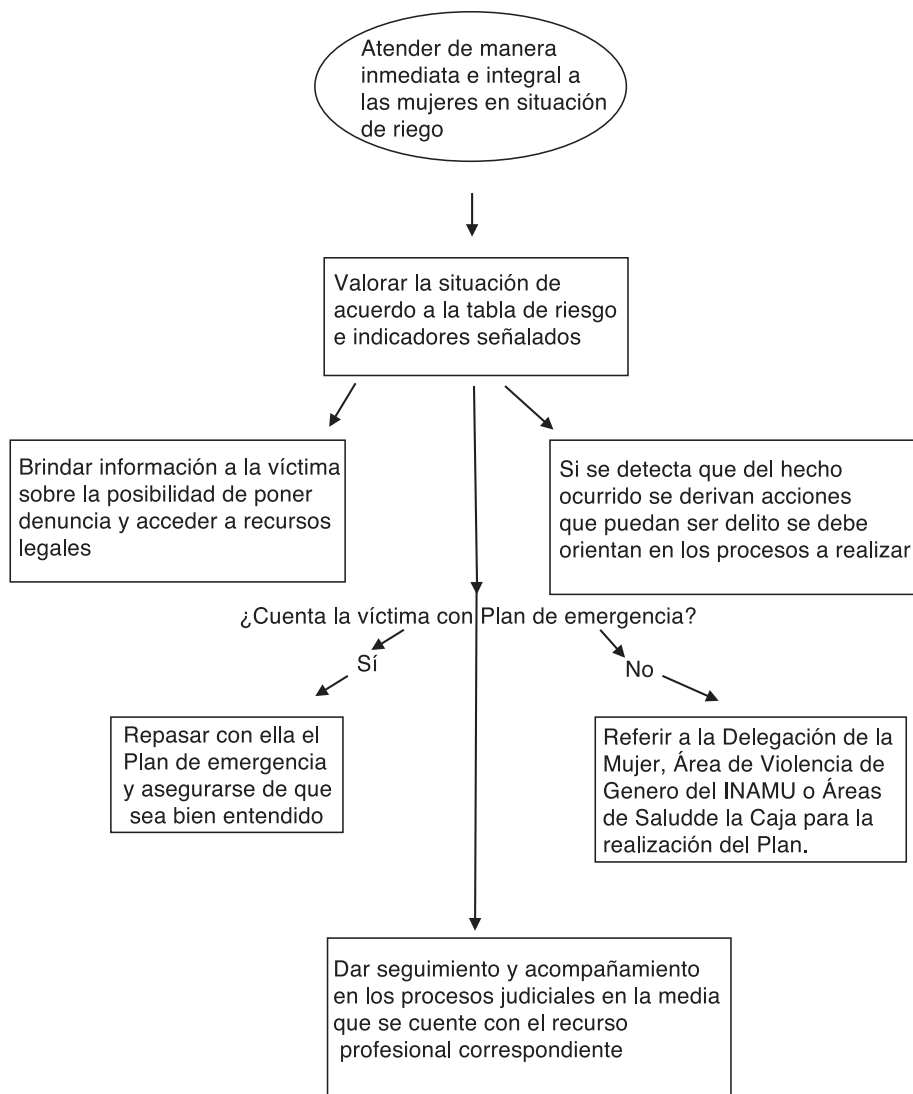 Atender de manera
inmediata e integral a
las mujeres en situación
de riego
Valorar la situación de
acuerdo a la tabla de riesgo
e indicadores señalados
Brindar información a la víctima
sobre la posibilidad de poner
denuncia y acceder a recursos
legales
Si se detecta que del hecho
ocurrido se derivan acciones
que puedan ser delito se debe
orientan en los procesos a realizar
¿Cuenta la víctima con Plan de emergencia?
Sí
No
Repasar con ella el
Plan de emergencia
y asegurarse de que
sea bien entendido
Referir a la Delegación de la
Mujer, Área de Violencia de
Genero del INAMU o Áreas
de Saludde la Caja para la
realización del Plan.
Dar seguimiento y acompañamiento
en los procesos judiciales en la media
que se cuente con el recurso
profesional correspondiente